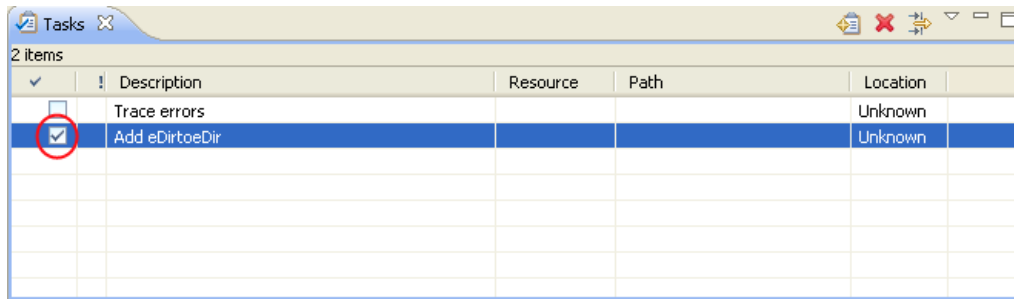 Tasks
2 items
! Description Resource Path Location
Trace errors Unknown
Add eDirtoeDir Unknown